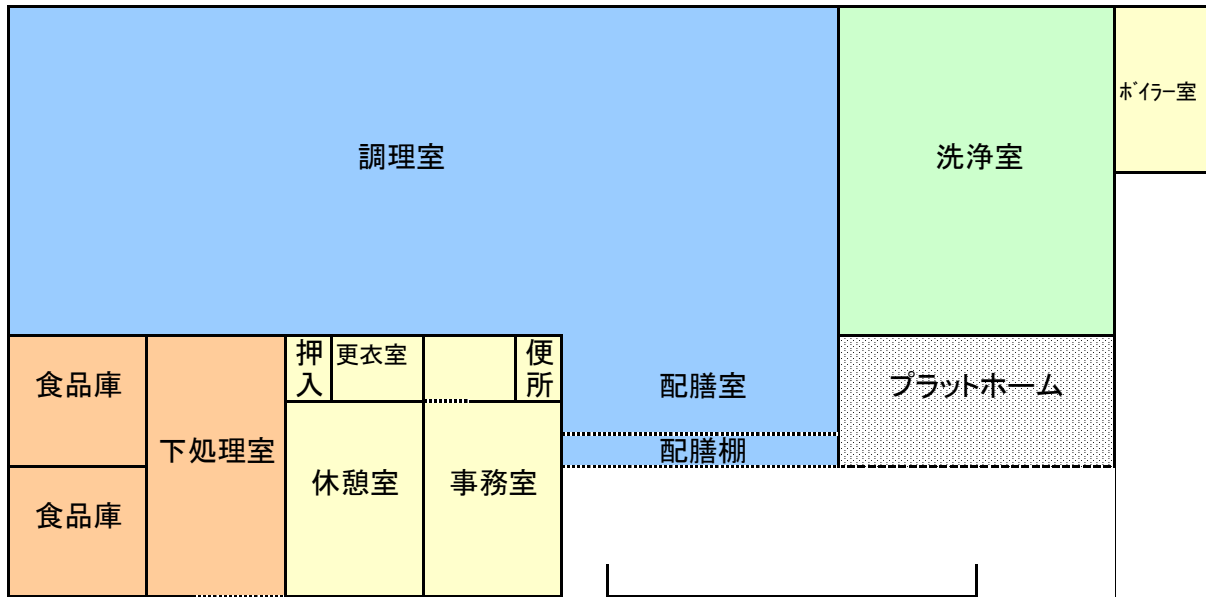 ﾎﾞｲﾗｰ室
調理室
洗浄室
押入
更衣室
便所
食品庫
配膳室
プラットホーム
下処理室
配膳棚
休憩室
事務室
食品庫